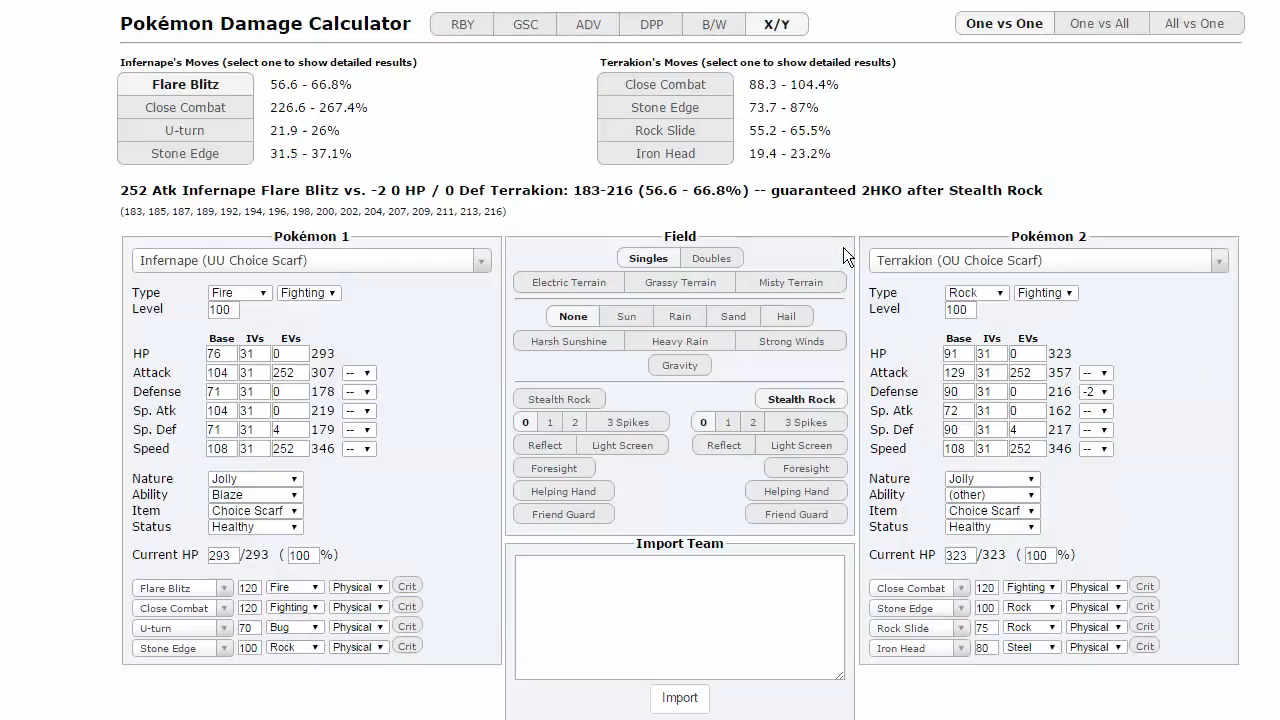 Pokémon Damage Calculator RBY GSC ADV DPP B/W X/Y One vs One One vs All All vs One
Infernape's Moves (select one to show detailed results)
Flare Blitz 56.6 - 66.8%
Close Combat 226.6 - 267.4%
U-turn 21.9 - 26%
Stone Edge 31.5 - 37.1%
Terrakion's Moves (select one to show detailed results)
Close Combat 88.3 - 104.4%
Stone Edge 73.7 - 87%
Rock Slide 55.2 - 65.5%
Iron Head 19.4 - 23.2%
252 Atk Infernape Flare Blitz vs. -2 0 HP / 0 Def Terrakion: 183-216 (56.6 - 66.8%) -- guaranteed 2HKO after Stealth Rock
(183, 185, 187, 189, 192, 194, 196, 198, 200, 202, 204, 207, 209, 211, 213, 216)
Pokémon 1
Infernape (UU Choice Scarf)
Type Fire Fighting
Level 100
Base IVs EVs
HP 76 31 0 293
Attack 104 31 252 307 --
Defense 71 31 0 178 --
Sp. Atk 104 31 0 219 --
Sp. Def 71 31 4 179 --
Speed 108 31 252 346 --
Nature Jolly
Ability Blaze
Item Choice Scarf
Status Healthy
Current HP 293 /293 ( 100 %)
Flare Blitz 120 Fire Physical Crit
Close Combat 120 Fighting Physical Crit
U-turn 70 Bug Physical Crit
Stone Edge 100 Rock Physical Crit
Field
Singles Doubles
Electric Terrain Grassy Terrain Misty Terrain
None Sun Rain Sand Hail
Harsh Sunshine Heavy Rain Strong Winds
Gravity
Stealth Rock Stealth Rock
0 1 2 3 Spikes 0 1 2 3 Spikes
Reflect Light Screen Reflect Light Screen
Foresight Foresight
Helping Hand Helping Hand
Friend Guard Friend Guard
Import Team
Import
Pokémon 2
Terrakion (OU Choice Scarf)
Type Rock Fighting
Level 100
Base IVs EVs
HP 91 31 0 323
Attack 129 31 252 357 --
Defense 90 31 0 216 -2
Sp. Atk 72 31 0 162 --
Sp. Def 90 31 4 217 --
Speed 108 31 252 346 --
Nature Jolly
Ability (other)
Item Choice Scarf
Status Healthy
Current HP 323 /323 ( 100 %)
Close Combat 120 Fighting Physical Crit
Stone Edge 100 Rock Physical Crit
Rock Slide 75 Rock Physical Crit
Iron Head 80 Steel Physical Crit